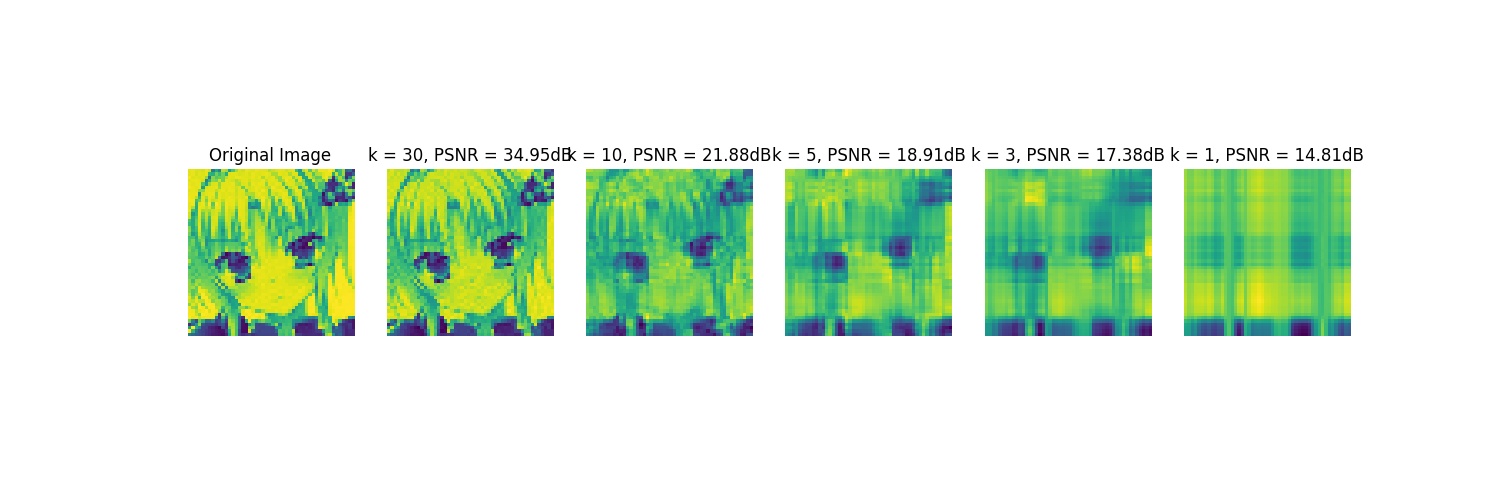 Original Image
k = 30, PSNR = 34.95dB
k = 10, PSNR = 21.88dB
k = 5, PSNR = 18.91dB
k = 3, PSNR = 17.38dB
k = 1, PSNR = 14.81dB